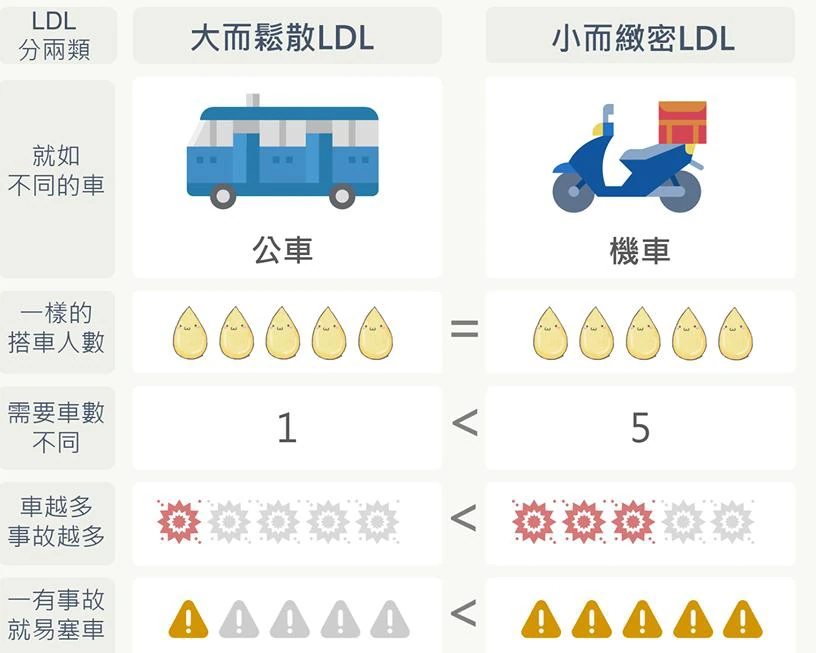 LDL
分兩類
大而鬆散LDL
小而緻密LDL
就如
不同的車
公車
機車
一樣的
搭車人數
=
需要車數
不同
1
<
5
車越多
事故越多
<
一有事故
就易塞車
<